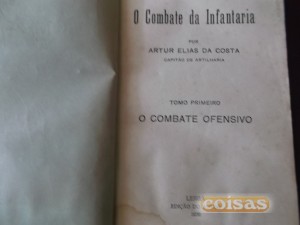 O Combate da Infantaria
POR
ARTUR ELIAS DA COSTA
CAPITÃO DE ARTILHARIA
TOMO PRIMEIRO
O COMBATE OFENSIVO
coisas